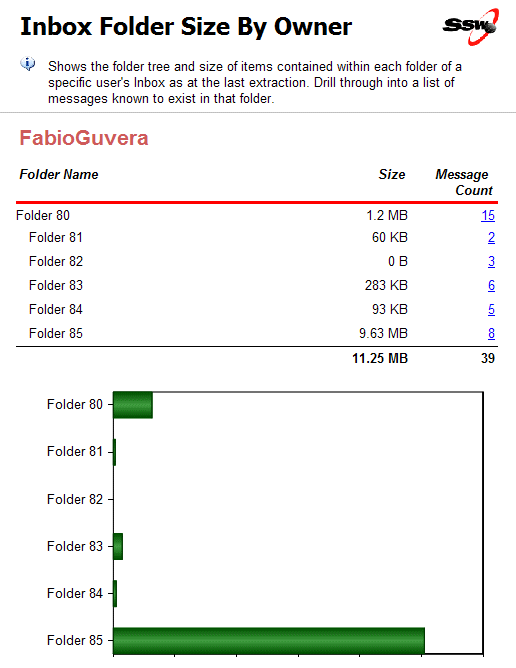 Inbox Folder Size By Owner
SSW
Shows the folder tree and size of items contained within each folder of a
specific user's Inbox as at the last extraction. Drill through into a list of
messages known to exist in that folder.
FabioGuvera
Folder Name Size Message
Count
Folder 80 1.2 MB 15
Folder 81 60 KB 2
Folder 82 0 B 3
Folder 83 283 KB 6
Folder 84 93 KB 5
Folder 85 9.63 MB 8
11.25 MB 39
Folder 80
Folder 81
Folder 82
Folder 83
Folder 84
Folder 85